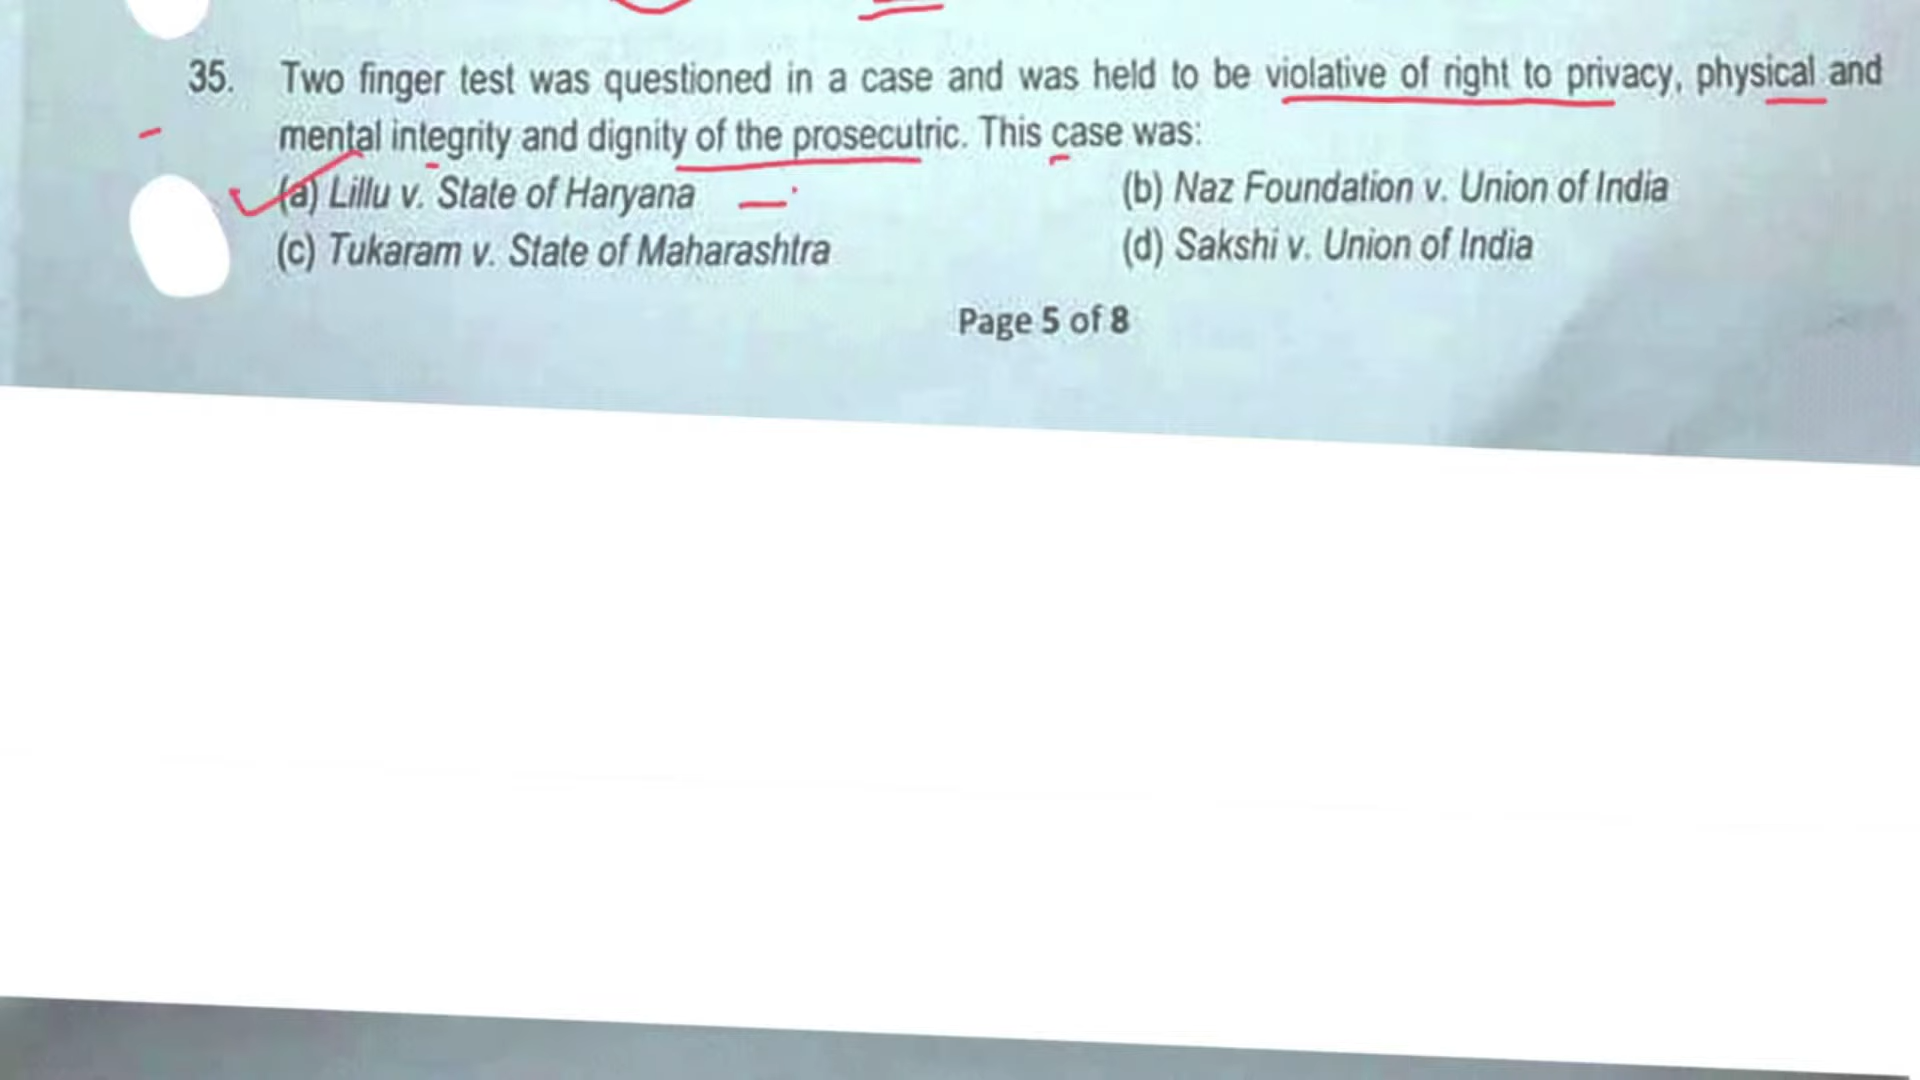 35. Two finger test was questioned in a case and was held to be violative of right to privacy, physical and
mental integrity and dignity of the prosecutric. This case was:
(a) Lillu v. State of Haryana (b) Naz Foundation v. Union of India
(c) Tukaram v. State of Maharashtra (d) Sakshi v. Union of India
Page 5 of 8